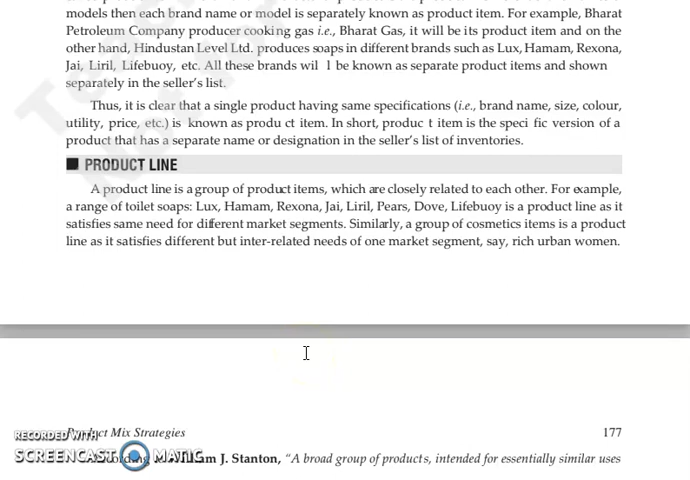 models then each brand name or model is separately known as product item. For example, Bharat
Petroleum Company producer cooking gas i.e., Bharat Gas, it will be its product item and on the
other hand, Hindustan Level Ltd. produces soaps in different brands such as Lux, Hamam, Rexona,
Jai, Liril, Lifebuoy, etc. All these brands wil l be known as separate product items and shown
separately in the seller's list.
Thus, it is clear that a single product having same specifications (i.e., brand name, size, colour,
utility, price, etc.) is known as produ ct item. In short, produc t item is the speci fic version of a
product that has a separate name or designation in the seller's list of inventories.
PRODUCT LINE
A product line is a group of product items, which are closely related to each other. For example,
a range of toilet soaps: Lux, Hamam, Rexona, Jai, Liril, Pears, Dove, Lifebuoy is a product line as it
satisfies same need for different market segments. Similarly, a group of cosmetics items is a product
line as it satisfies different but inter-related needs of one market segment, say, rich urban women.
Product Mix Strategies 177
RECORDED WITH
SCREENCAST MATIC
William J. Stanton, "A broad group of products, intended for essentially similar uses